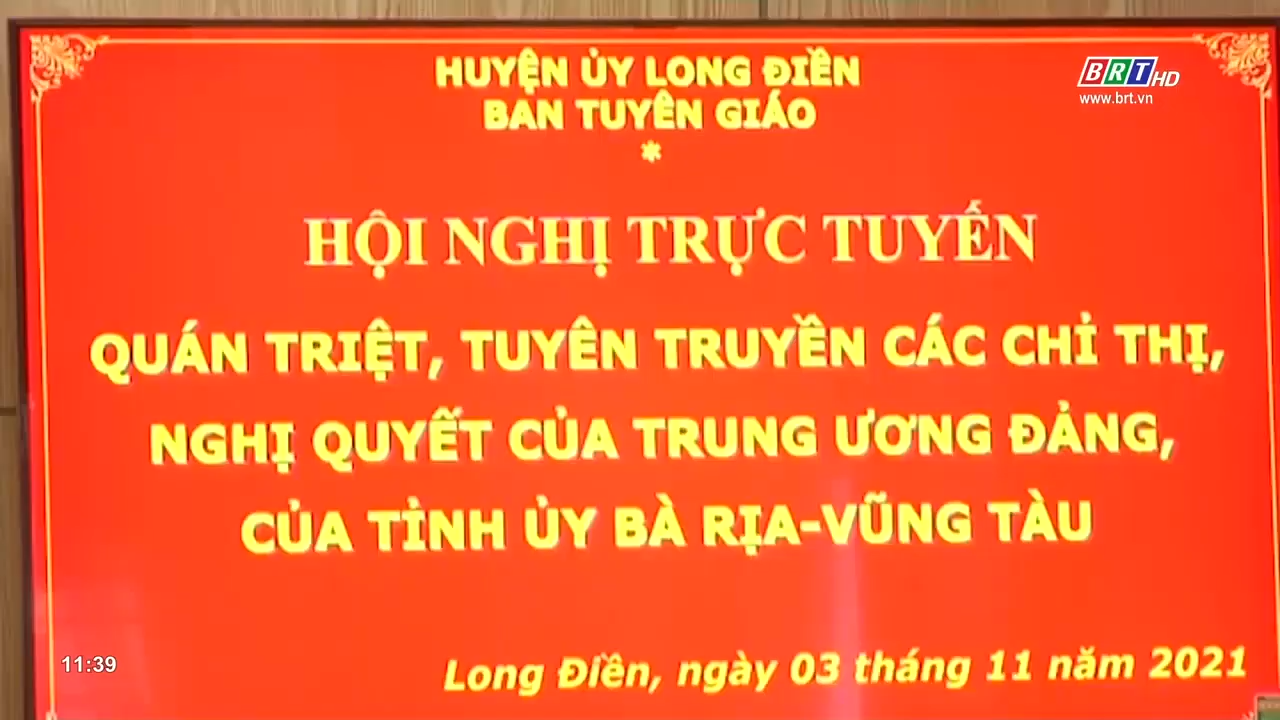 HUYỆN ỦY LONG ĐIỀN
BRTHD
BAN TUYÊN GIÁO
www.brt.vn
*
HỘI NGHỊ TRỰC TUYẾN
QUÁN TRIỆT, TUYÊN TRUYỀN CÁC CHỈ THỊ,
NGHỊ QUYẾT CỦA TRUNG ƯƠNG ĐẢNG,
CỦA TỈNH ỦY BÀ RỊA-VŨNG TÀU
11:39
Long Điền, ngày 03 tháng 11 năm 2021